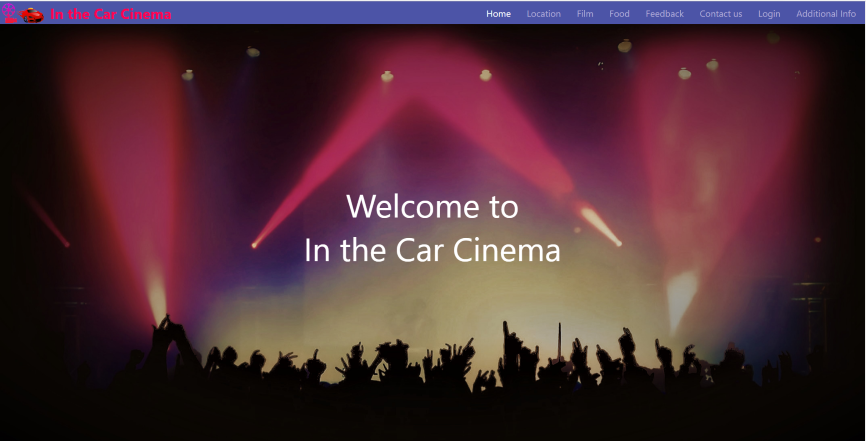 In the Car Cinema
Home Location Film Food Feedback Contact us Login Additional Info
Welcome to
In the Car Cinema